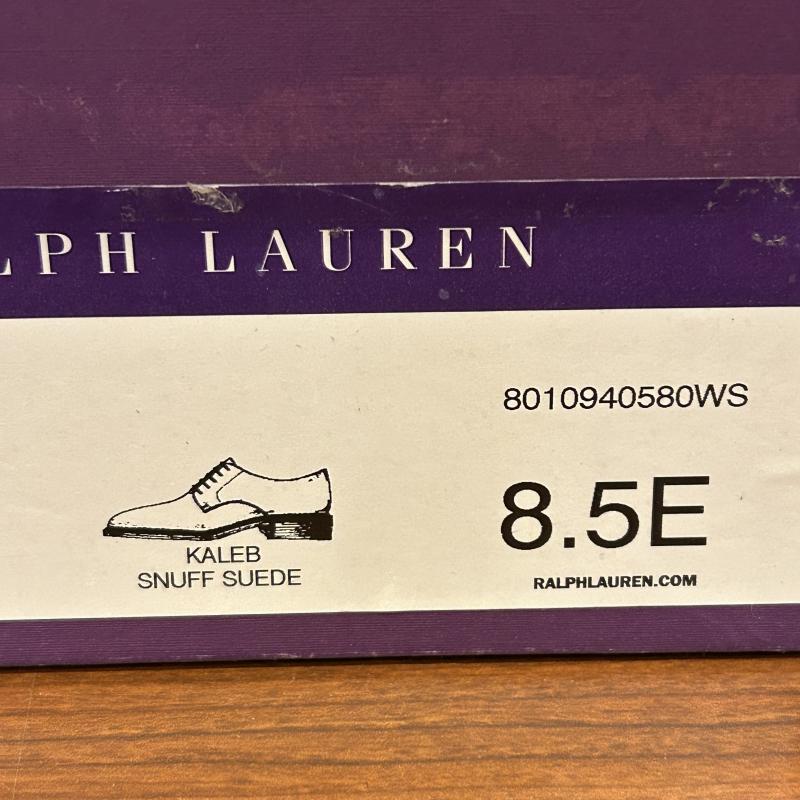 LPH LAUREN
8010940580WS
8.5E
KALEB
SNUFF SUEDE
RALPHLAUREN.COM